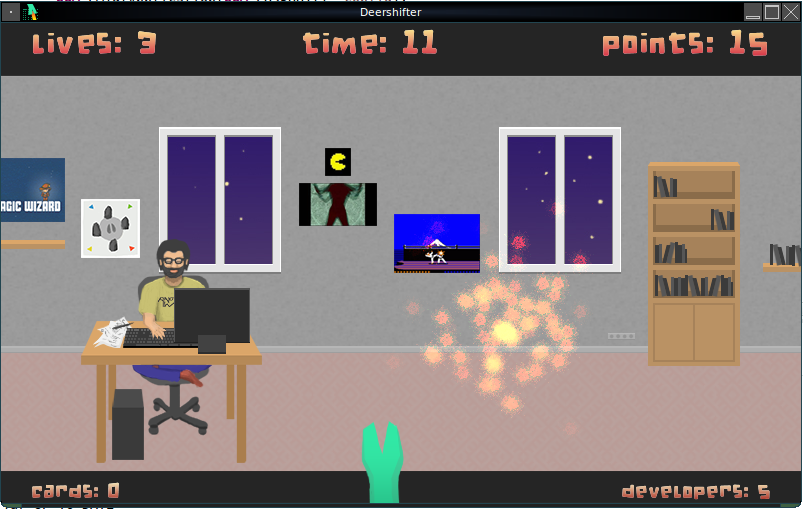 Deershifter
Lives: 3
time: 11
points: 15
AGIC WIZARD
cards: 0
developers: 5